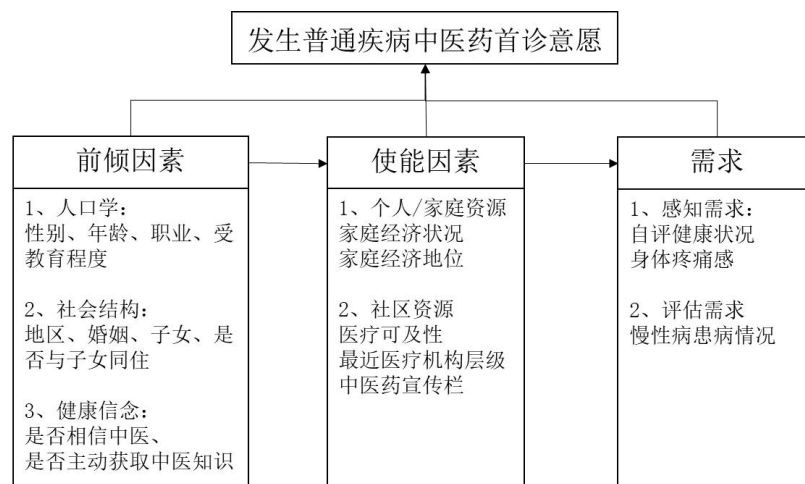 发生普通疾病中医药首诊意愿
前倾因素
1、人口学:
性别、年龄、职业、受
教育程度
2、社会结构:
地区、婚姻、子女、是
否与子女同住
3、健康信念:
是否相信中医、
是否主动获取中医知识
使能因素
1、个人/家庭资源
家庭经济状况
家庭经济地位
2、社区资源
医疗可及性
最近医疗机构层级
中医药宣传栏
需求
1、感知需求:
自评健康状况
身体疼痛感
2、评估需求
慢性病患病情况